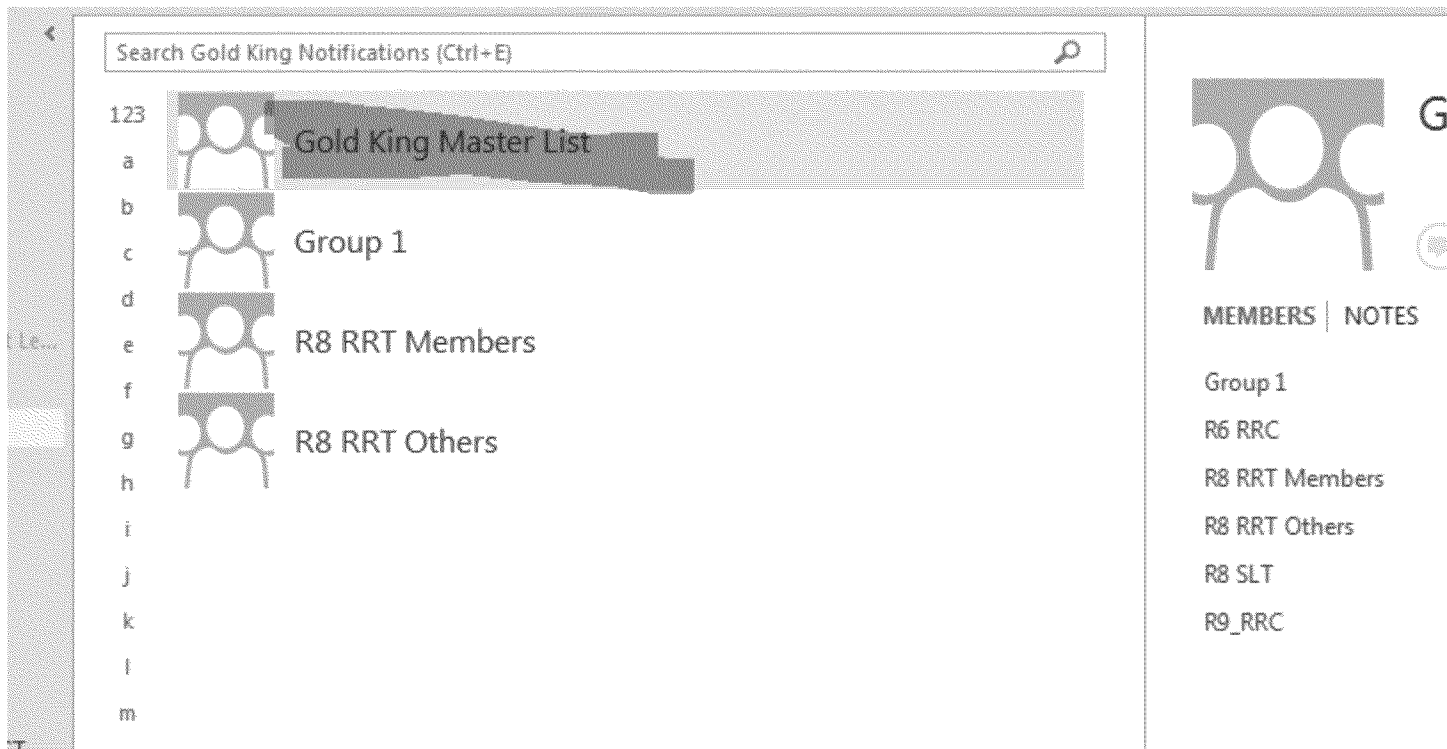 Search Gold King Notifications (Ctrl+E)
123
a
b
c
d
e
f
g
h
i
j
k
l
m
Gold King Master List
Group 1
R8 RRT Members
R8 RRT Others
G
MEMBERS | NOTES
Group 1
R6 RRC
R8 RRT Members
R8 RRT Others
R8 SLT
R9_RRC